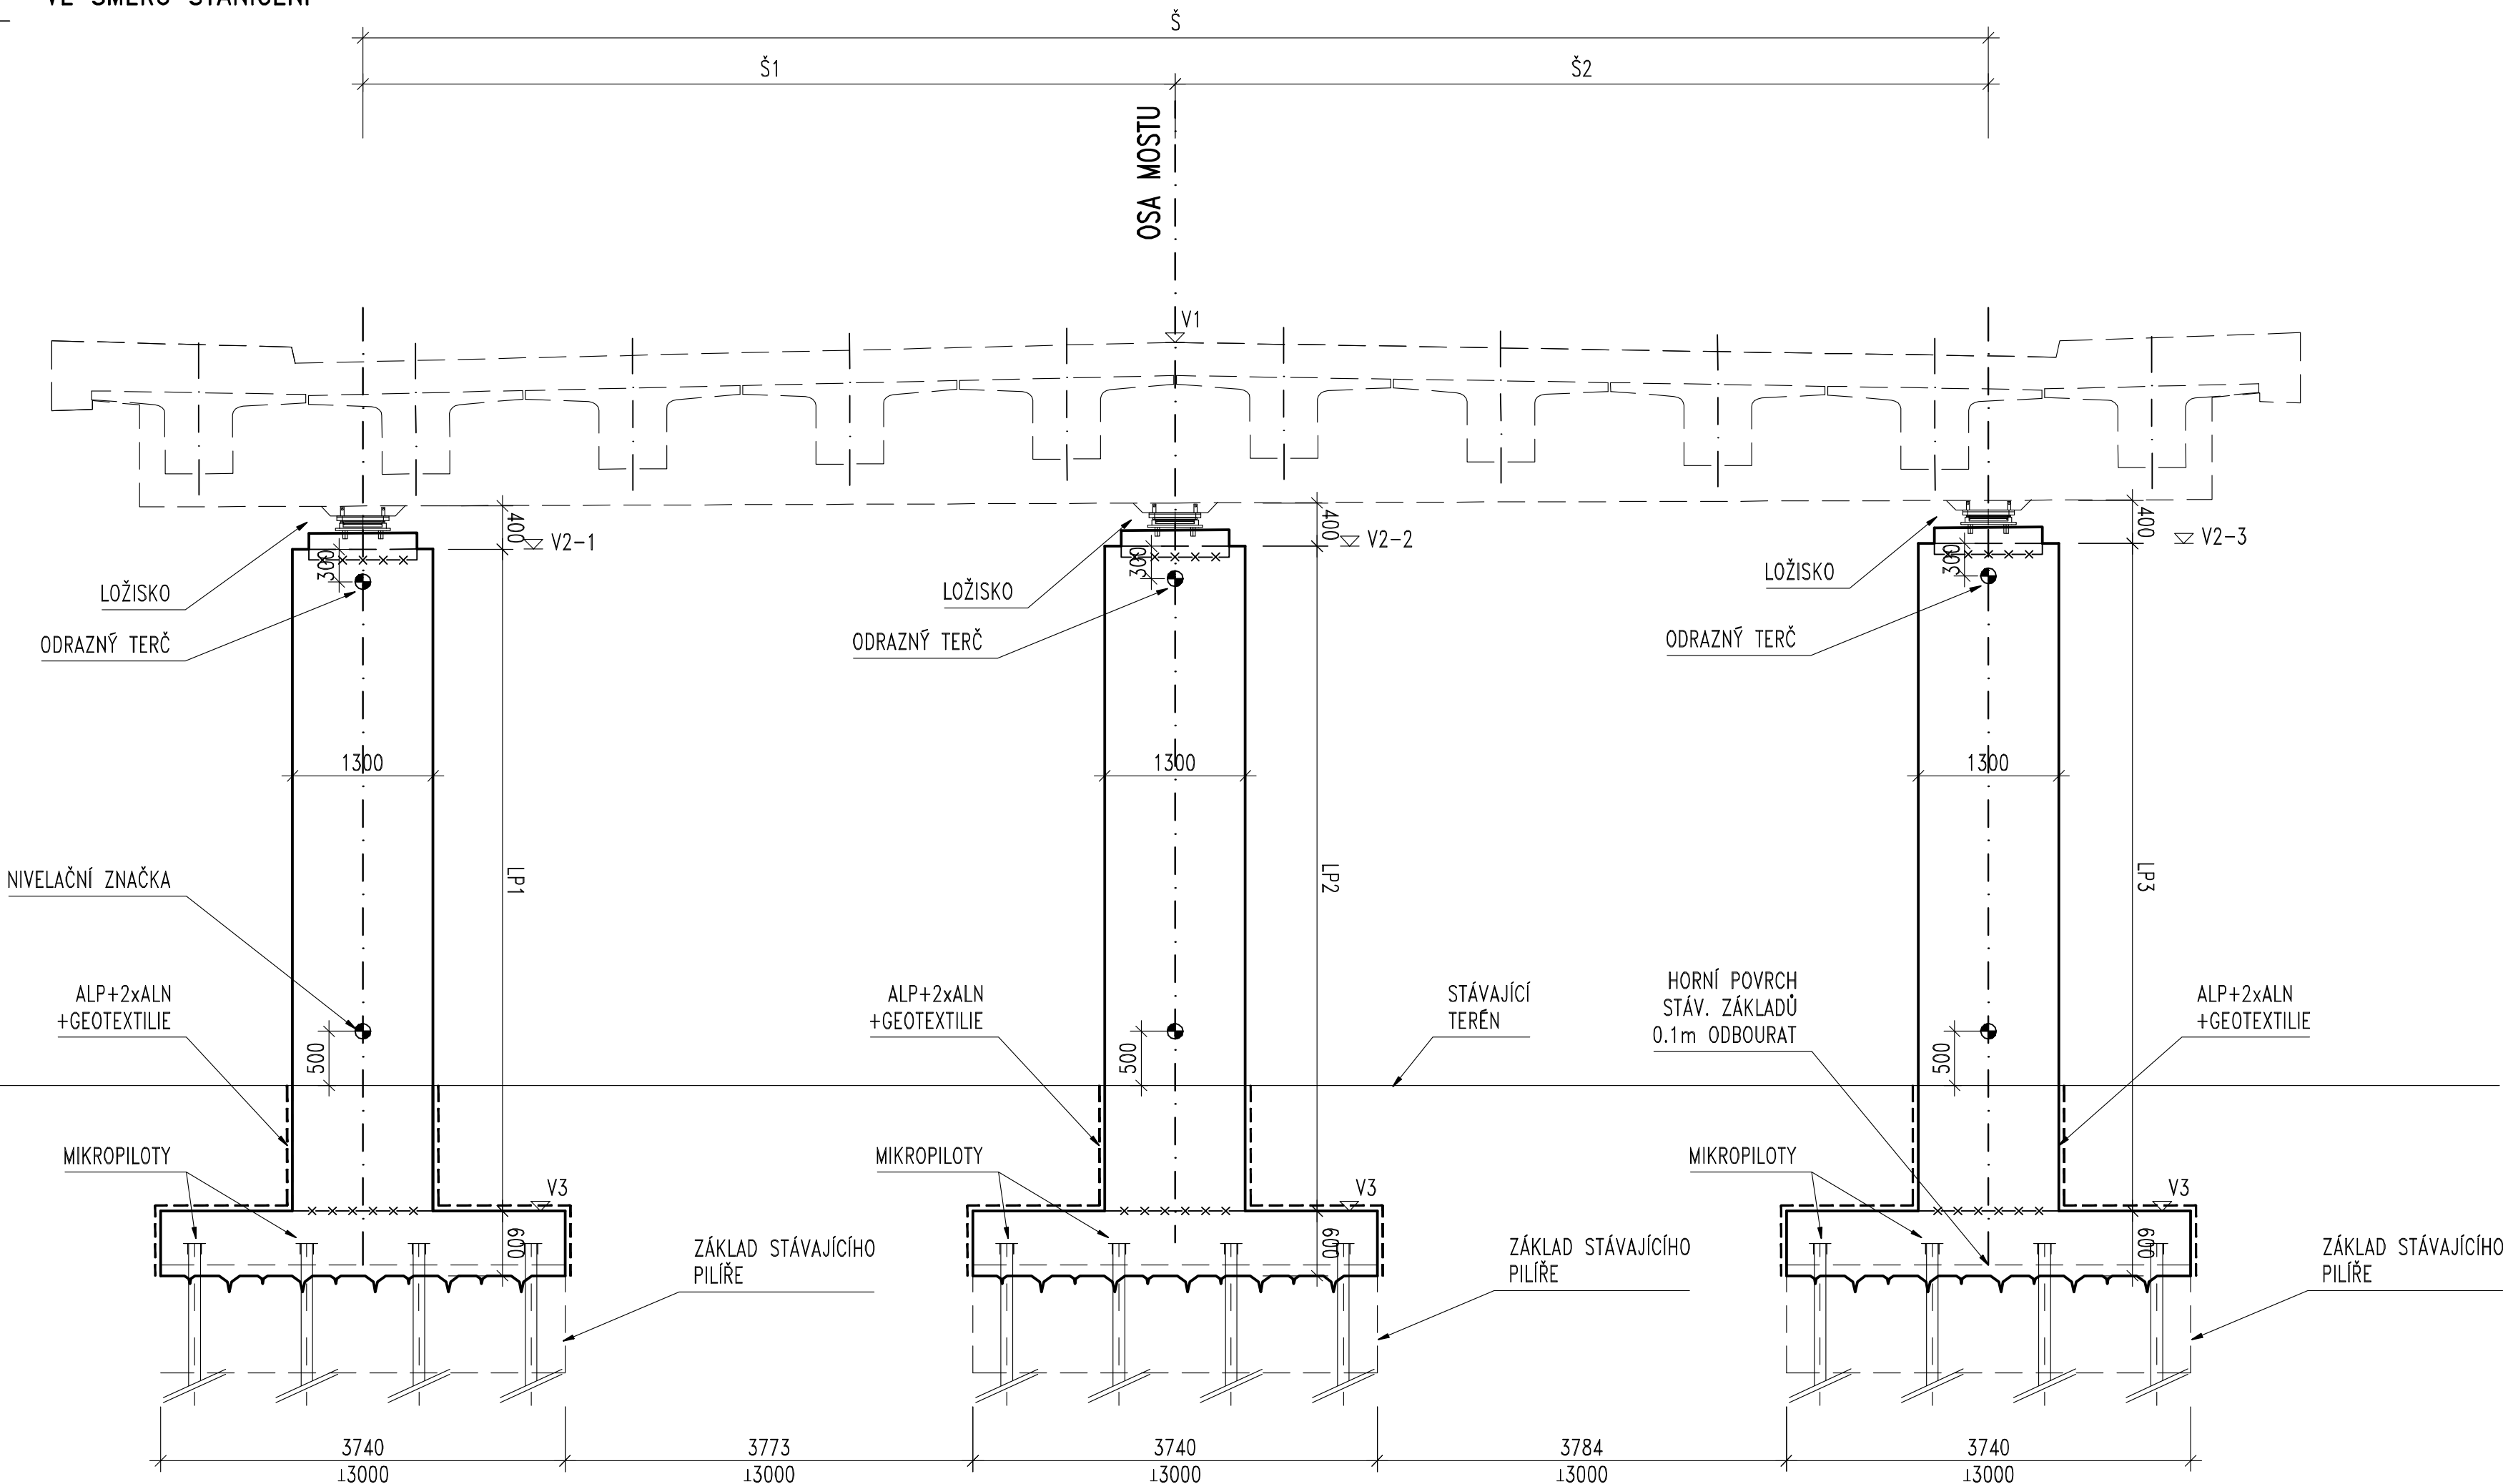 VE SMĚRU STANIČENÍ
Š
Š1
Š2
OSA MOSTU
V1
400
V2-1
300
400
V2-2
300
400
V2-3
300
LOŽISKO
LOŽISKO
LOŽISKO
ODRAZNÝ TERČ
ODRAZNÝ TERČ
ODRAZNÝ TERČ
1300
1300
1300
NIVELAČNÍ ZNAČKA
LP1
LP2
LP3
ALP+2xALN
+GEOTEXTILIE
ALP+2xALN
+GEOTEXTILIE
STÁVAJÍCÍ
TERÉN
HORNÍ POVRCH
STÁV. ZÁKLADŮ
0.1m ODBOURAT
ALP+2xALN
+GEOTEXTILIE
500
500
500
MIKROPILOTY
MIKROPILOTY
MIKROPILOTY
V3
V3
V3
600
600
600
ZÁKLAD STÁVAJÍCÍHO
PILÍŘE
ZÁKLAD STÁVAJÍCÍHO
PILÍŘE
ZÁKLAD STÁVAJÍCÍHO
PILÍŘE
3740
⊥3000
3773
⊥3000
3740
⊥3000
3784
⊥3000
3740
⊥3000